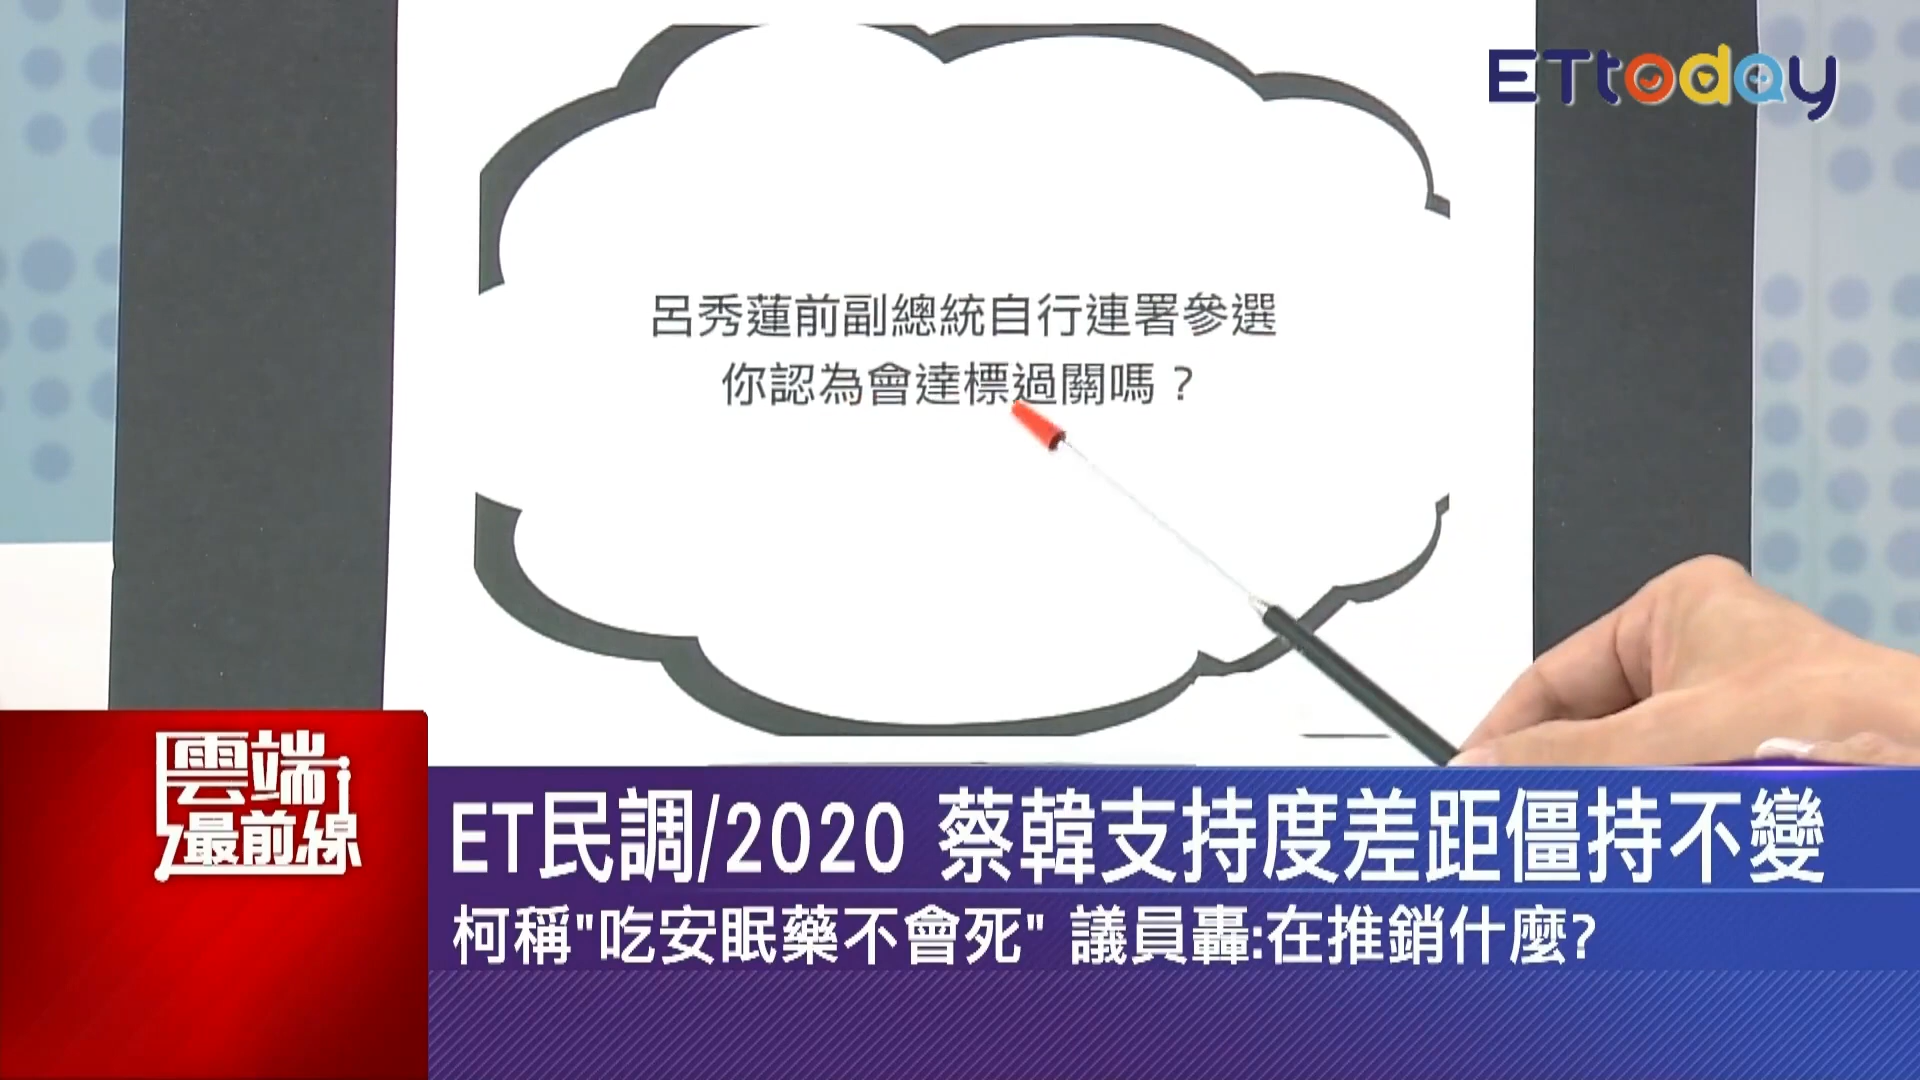 ETtoday
呂秀蓮前副總統自行連署參選
你認為會達標過關嗎？
雲端
最前線
ET民調/2020 蔡韓支持度差距僵持不變
柯稱"吃安眠藥不會死" 議員轟:在推銷什麼?